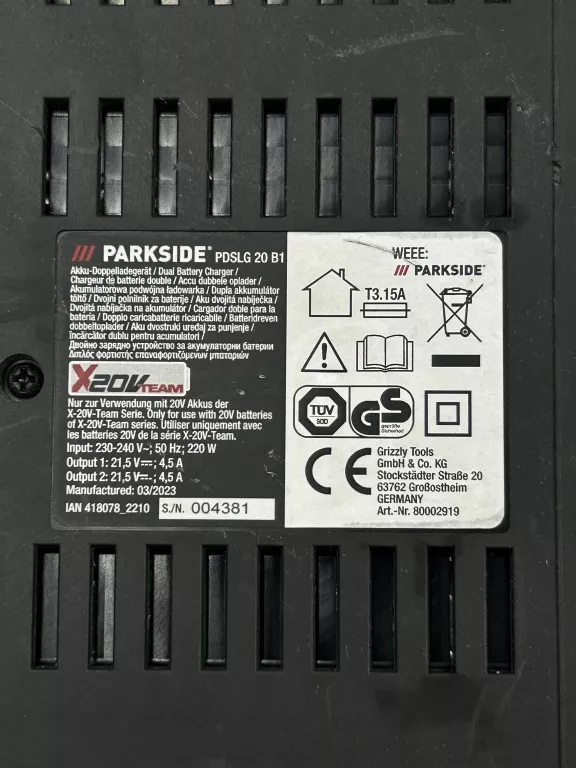 /// PARKSIDE® PDSLG 20 B1
Akku-Doppelladegerät / Dual Battery Charger /
Chargeur de batterie double / Accu dubbele oplader /
Akumulatorowa podwójna ładowarka / Dupla akkumulátor
töltő / Dvojni polnilnik za baterije / Aku dvojitá nabíječka /
Dvojitá nabíjačka na akumulátor / Cargador doble para la
batería / Doppio caricabatterie ricaricabile / Batteridreven
dobbeltoplader / Aku dvostruki uređaj za punjenje /
Încărcător dublu pentru acumulatori /
Двойно зарядно устройство за акумулаторни батерии
Διπλός φορτιστής επαναφορτιζόμενων μπαταριών
X20V TEAM
Nur zur Verwendung mit 20V Akkus der
X-20V-Team Serie. Only for use with 20V batteries
of X-20V-Team series. Utiliser uniquement avec
les batteries 20V de la série X-20V-Team.
Input: 230-240 V~; 50 Hz; 220 W
Output 1: 21,5 V⎓; 4,5 A
Output 2: 21,5 V⎓; 4,5 A
Manufactured: 03/2023
IAN 418078_2210 S./N. 004381
WEEE:
/// PARKSIDE®
T3.15A
TÜV
SÜD
GS
geprüfte
Sicherheit
CE
Grizzly Tools
GmbH & Co. KG
Stockstädter Straße 20
63762 Großostheim
GERMANY
Art.-Nr. 80002919